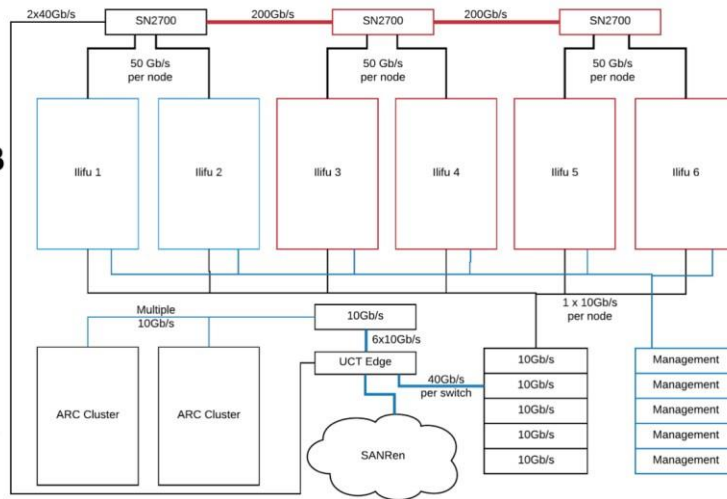 2x40Gb/s
SN2700
200Gb/s
SN2700
200Gb/s
SN2700
50 Gb/s
per node
50 Gb/s
per node
50 Gb/s
per node
Ilifu 1
Ilifu 2
Ilifu 3
Ilifu 4
Ilifu 5
Ilifu 6
Multiple
10Gb/s
10Gb/s
6x10Gb/s
UCT Edge
1 x 10Gb/s
per node
40Gb/s
per switch
ARC Cluster
ARC Cluster
SANRen
10Gb/s
10Gb/s
10Gb/s
10Gb/s
10Gb/s
Management
Management
Management
Management
Management